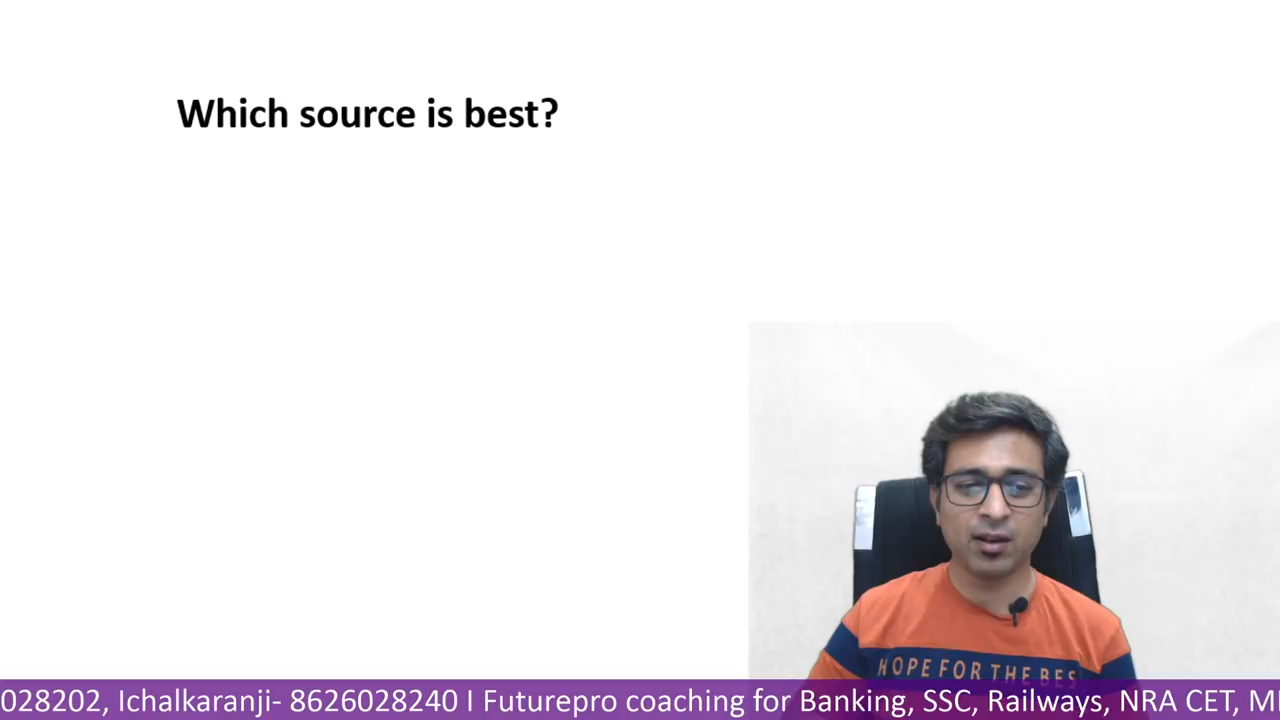 Which source is best?
HOPE FOR THE BES
028202, Ichalkaranji- 8626028240 I Futurepro coaching for Banking, SSC, Railways, NRA CET, M